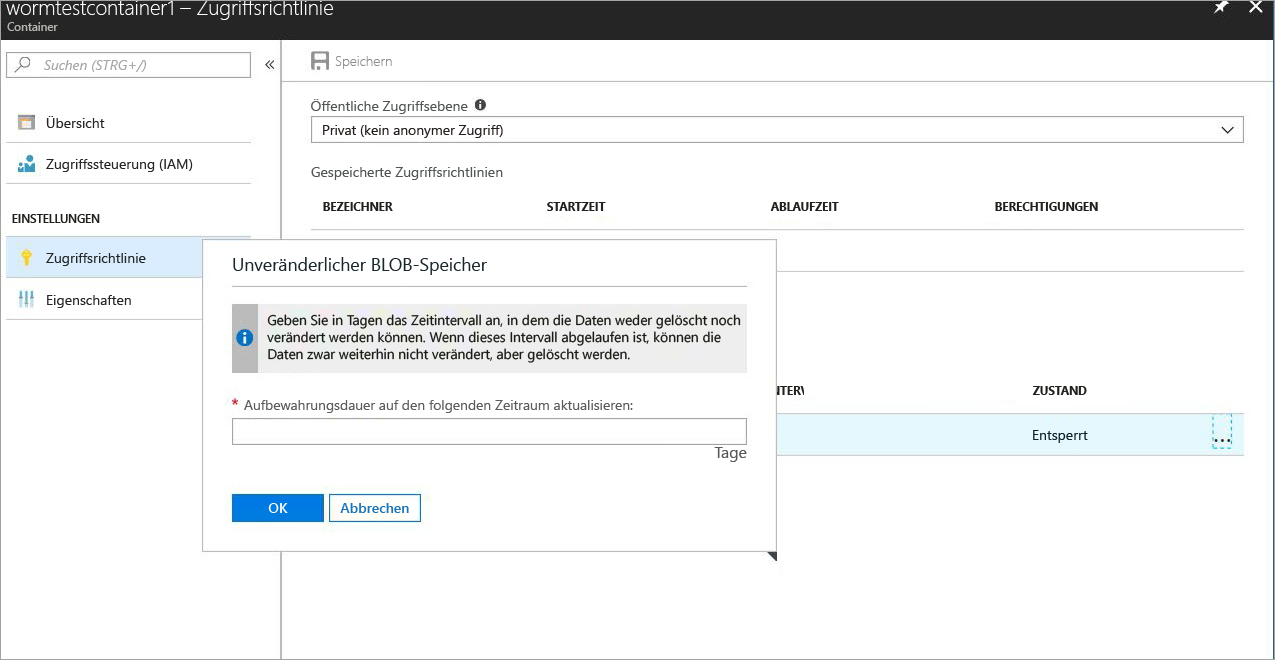 wormtestcontainer1 – Zugriffsrichtlinie
Container
Suchen (STRG+/)
«
Übersicht
Zugriffssteuerung (IAM)
EINSTELLUNGEN
Zugriffsrichtlinie
Eigenschaften
Speichern
Öffentliche Zugriffsebene
Privat (kein anonymer Zugriff)
Gespeicherte Zugriffsrichtlinien
BEZEICHNER STARTZEIT ABLAUFZEIT BERECHTIGUNGEN
Unveränderlicher BLOB-Speicher
Geben Sie in Tagen das Zeitintervall an, in dem die Daten weder gelöscht noch
verändert werden können. Wenn dieses Intervall abgelaufen ist, können die
Daten zwar weiterhin nicht verändert, aber gelöscht werden.
* Aufbewahrungsdauer auf den folgenden Zeitraum aktualisieren:
Tage
OK Abbrechen
ZUSTAND
Entsperrt
...